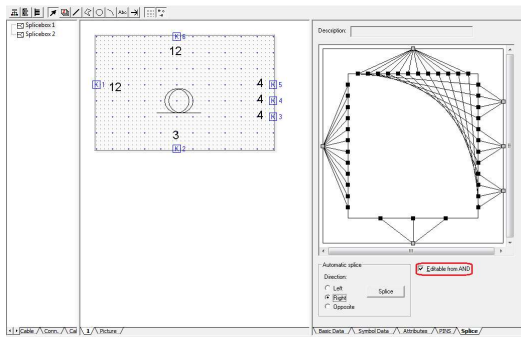 Abc
Splicebox 1
Splicebox 2
K 6
12
K 1
12
4
K 5
4
K 4
4
K 3
3
K 2
Description:
Automatic splice
Direction:
Left
Right
Opposite
Splice
Editable from AND
Cable
Conn.
Ca
1
Picture
Basic Data
Symbol Data
Attributes
PINS
Splice